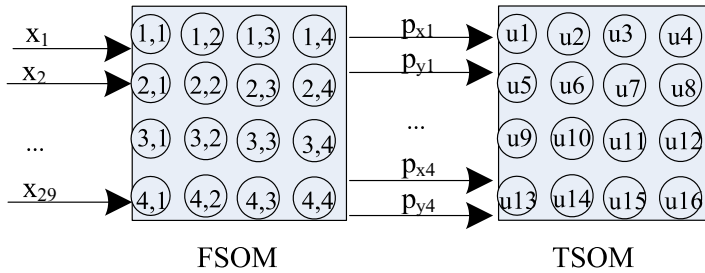 x1 1,1 1,2 1,3 1,4 px1 u1 u2 u3 u4
x2 2,1 2,2 2,3 2,4 py1 u5 u6 u7 u8
... 3,1 3,2 3,3 3,4 ... u9 u10 u11 u12
x29 4,1 4,2 4,3 4,4 px4 u13 u14 u15 u16
py4
FSOM TSOM